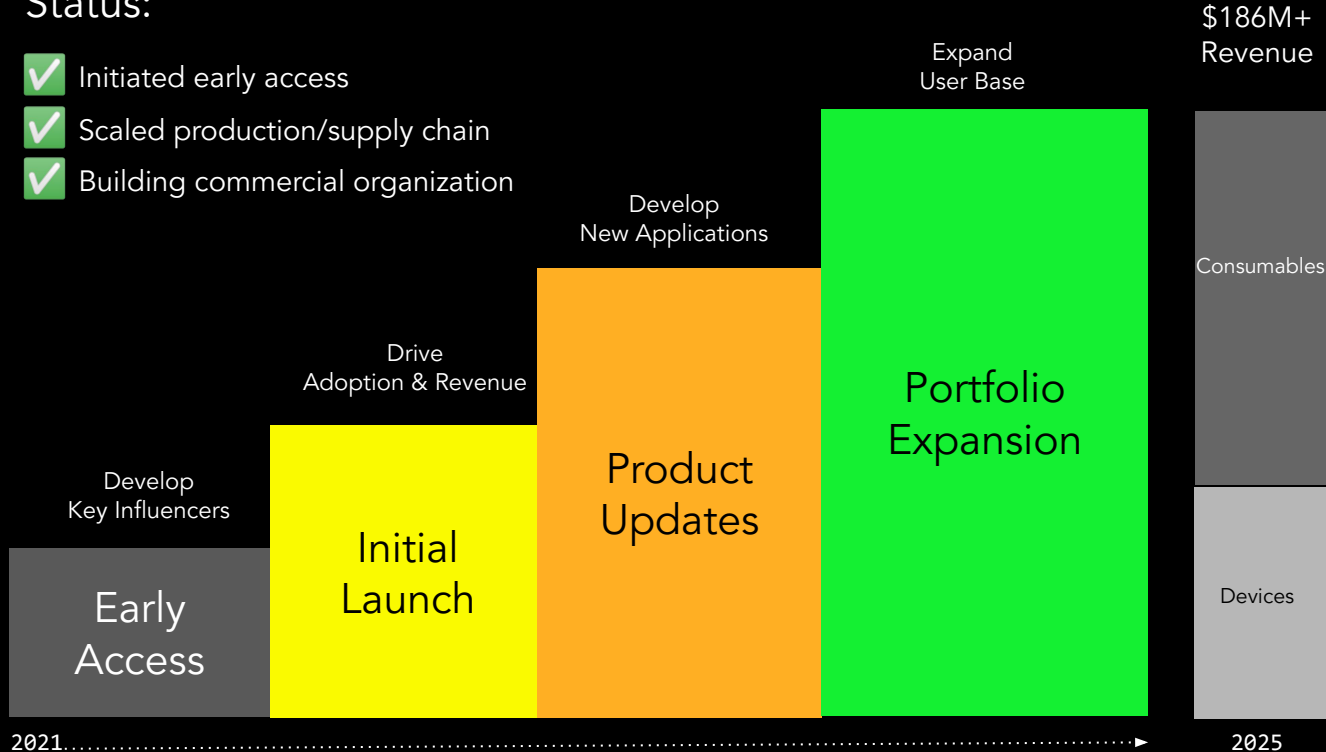 Status:
✅ Initiated early access
✅ Scaled production/supply chain
✅ Building commercial organization
Develop
Key Influencers
Early
Access
Drive
Adoption & Revenue
Initial
Launch
Develop
New Applications
Product
Updates
Expand
User Base
Portfolio
Expansion
$186M+
Revenue
Consumables
Devices
2021
2025